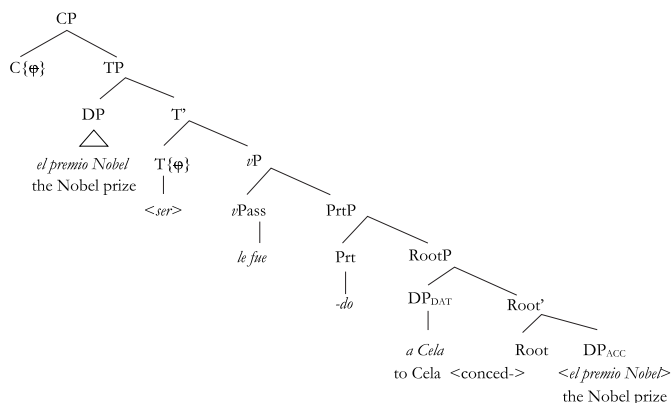 CP
C{φ} TP
DP T’
el premio Nobel T{φ} vP
the Nobel prize
<ser> vPass PrtP
le fue Prt RootP
-do DPDAT Root’
a Cela Root DPACC
to Cela <conced-> <el premio Nobel>
the Nobel prize